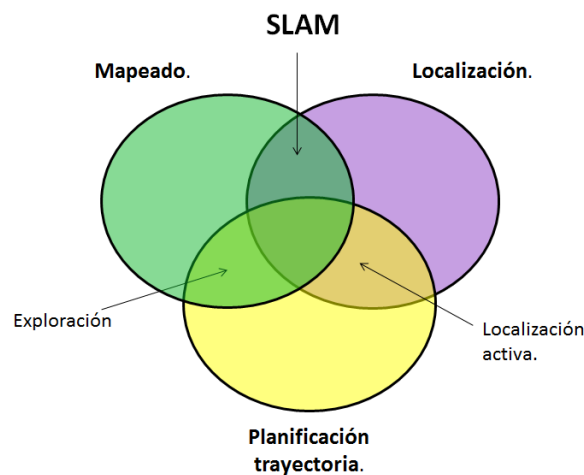 SLAM
Mapeado.
Localización.
Exploración
Localización
activa.
Planificación
trayectoria.